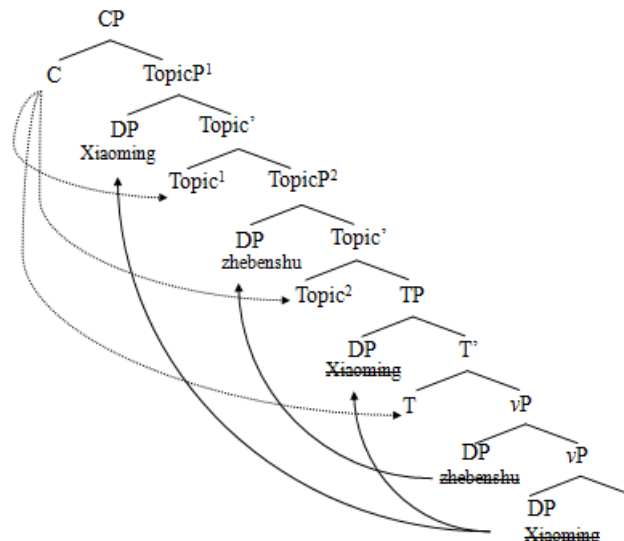 CP
C TopicP¹
DP Topic’
Xiaoming
Topic¹ TopicP²
DP Topic’
zhebenshu
Topic² TP
DP T’
Xiaoming
T vP
DP vP
zhebenshu
DP
Xiaoming